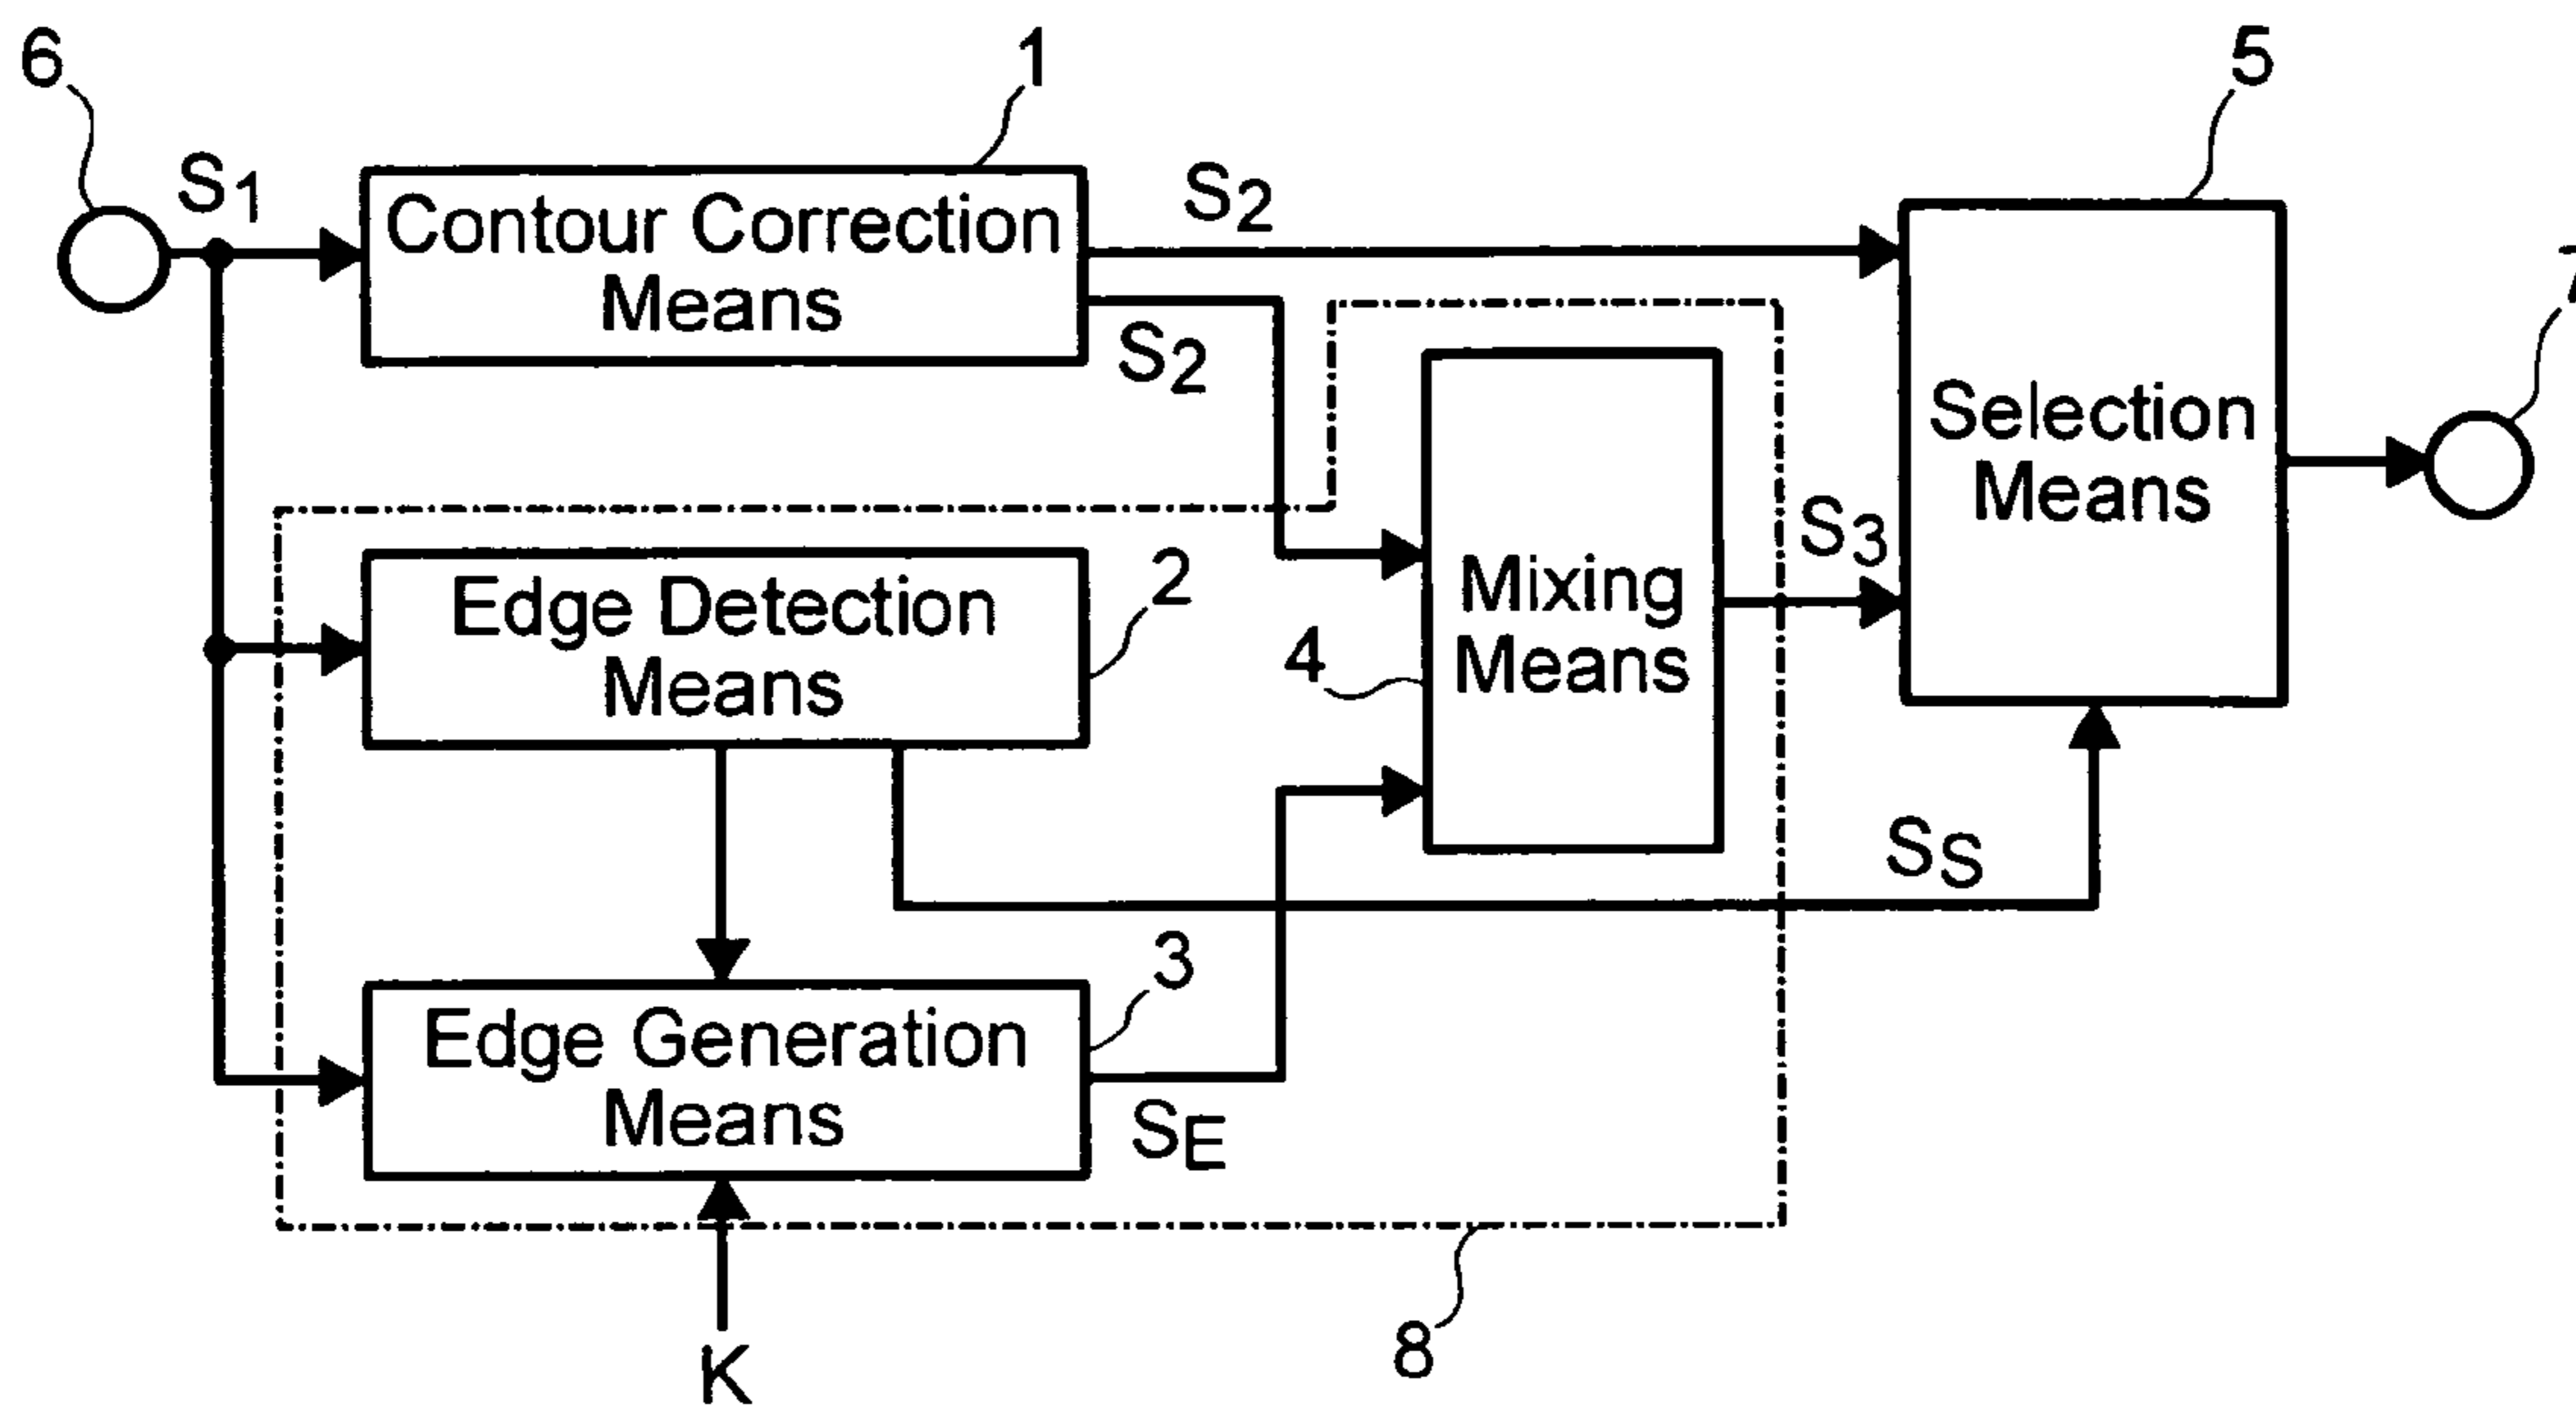 6
1
5
S1
Contour Correction
Means
S2
S2
7
Selection
Means
Edge Detection
Means
2
Mixing
Means
4
S3
SS
3
Edge Generation
Means
SE
K
8